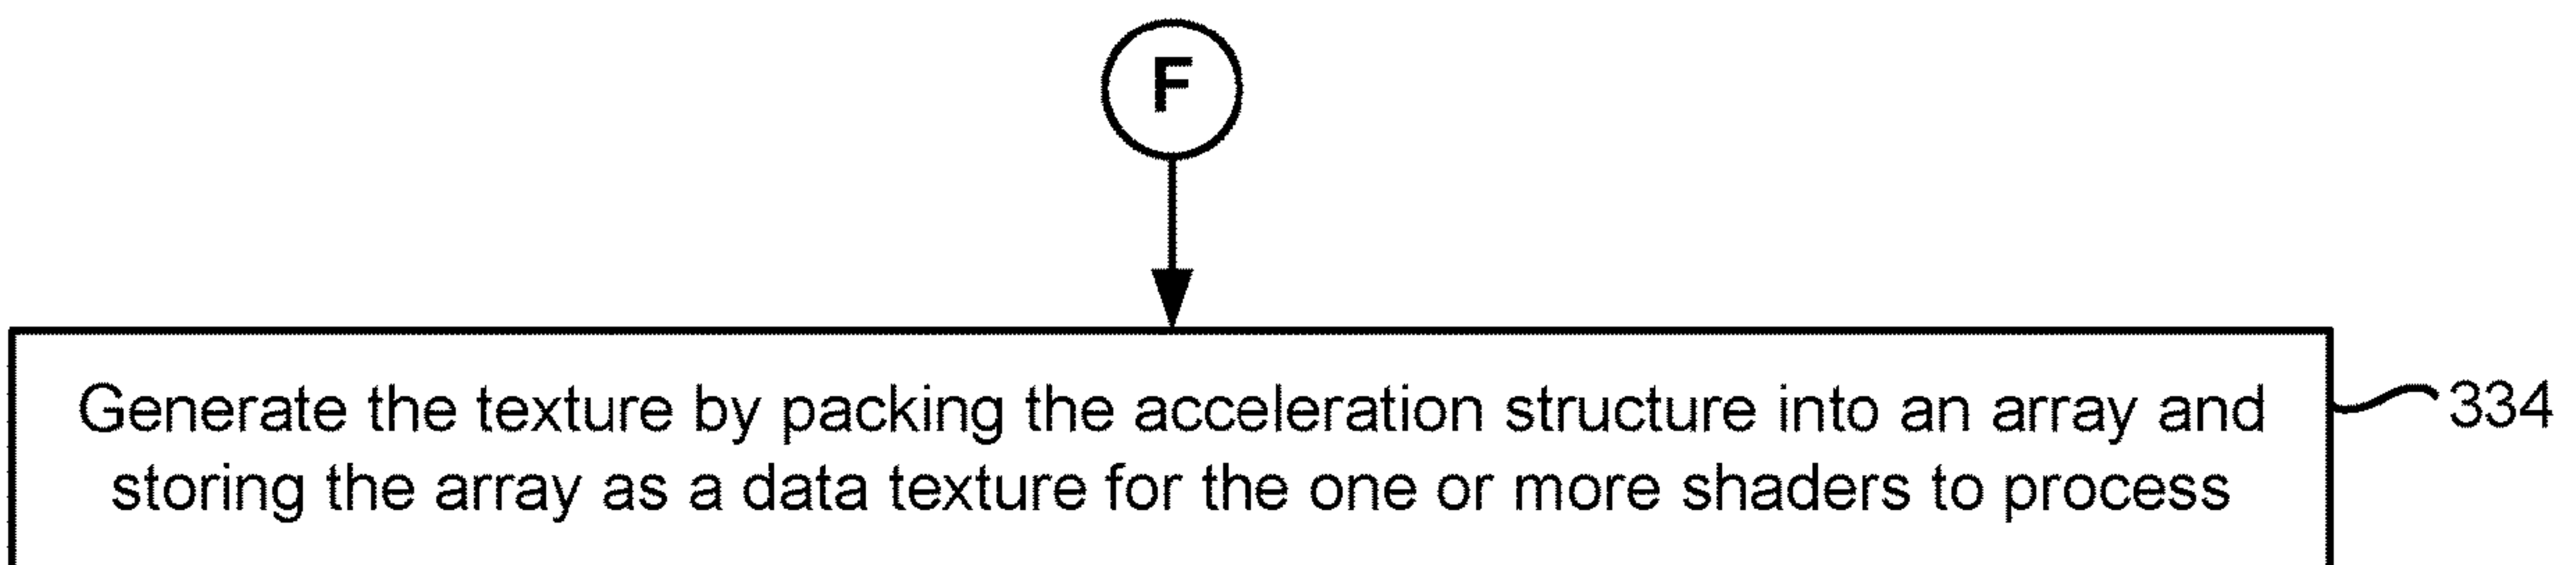 F
Generate the texture by packing the acceleration structure into an array and
334
storing the array as a data texture for the one or more shaders to process